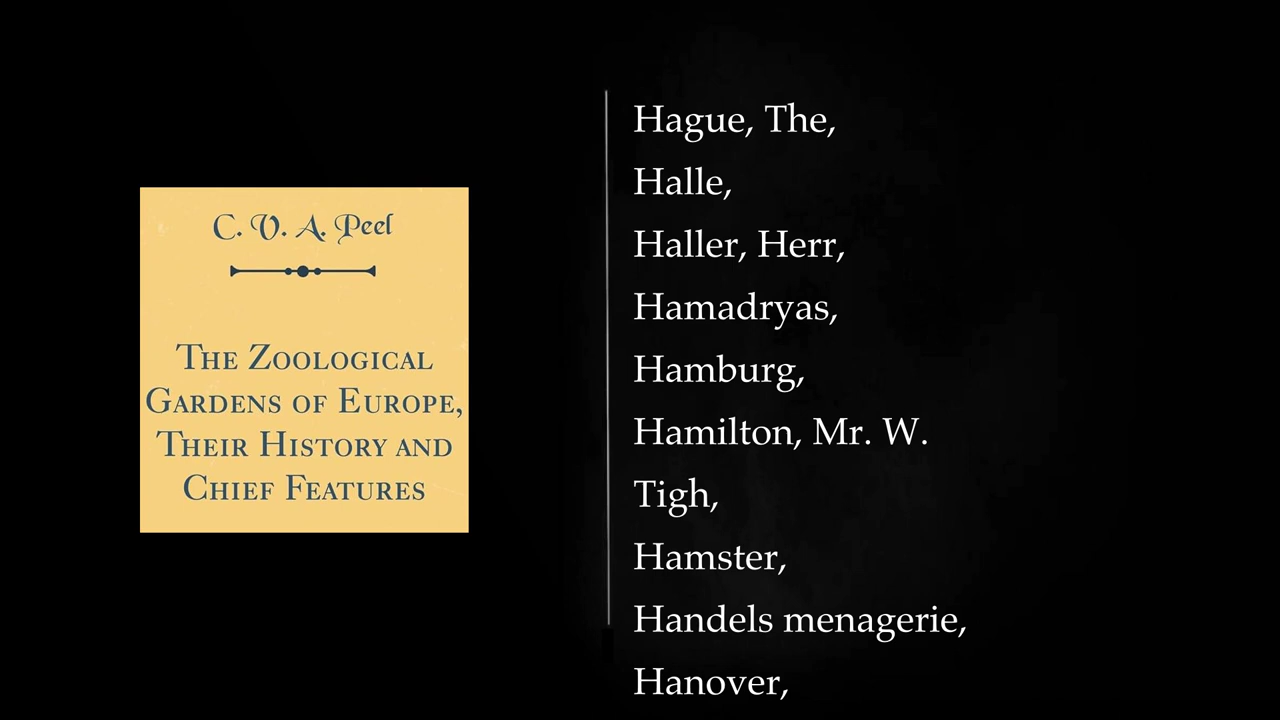 C. V. A. Peel
The Zoological
Gardens of Europe,
Their History and
Chief Features
Hague, The,
Halle,
Haller, Herr,
Hamadryas,
Hamburg,
Hamilton, Mr. W.
Tigh,
Hamster,
Handels menagerie,
Hanover,